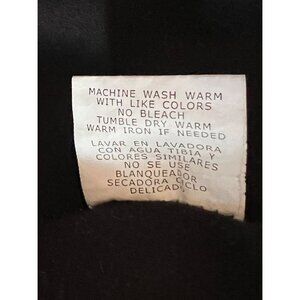 MACHINE WASH WARM
WITH LIKE COLORS
NO BLEACH
TUMBLE DRY WARM
WARM IRON IF NEEDED
LAVAR EN LAVADORA
CON AGUA TIBIA Y
COLORES SIMILARES
NO SE USE
BLANQUEADOR
SECADORA CICLO
DELICADO